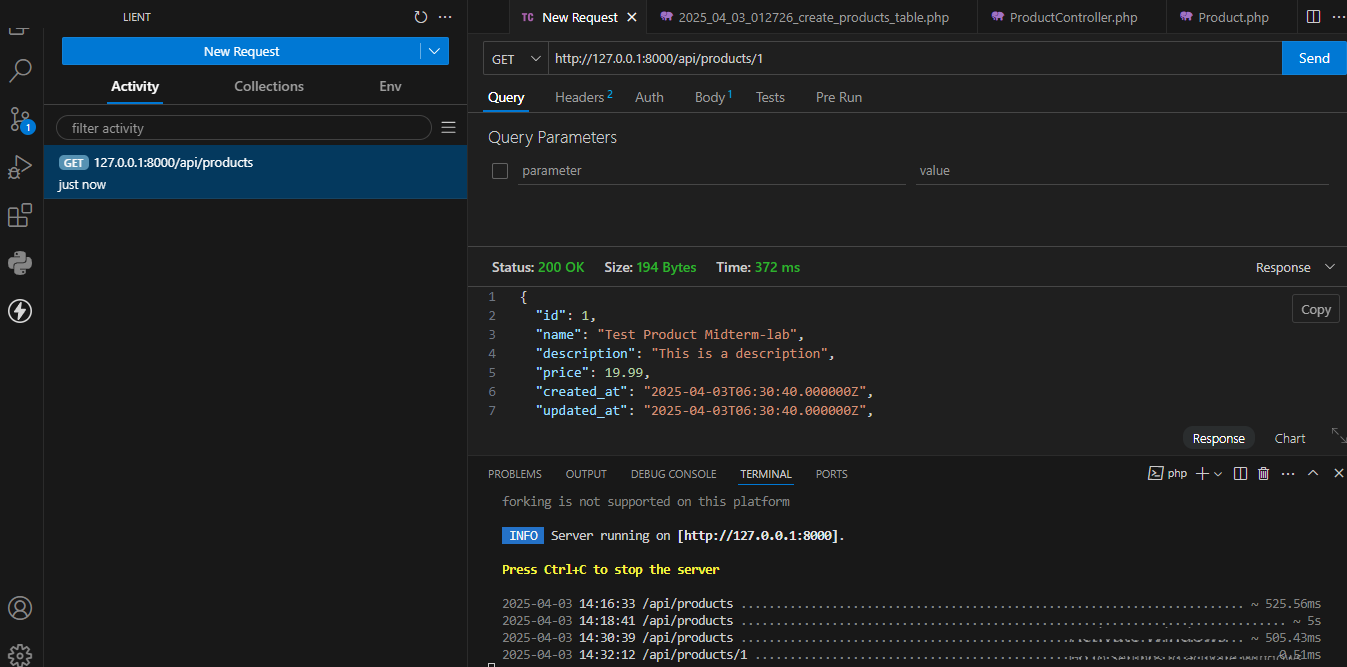 LIENT
New Request
Activity Collections Env
filter activity
GET 127.0.0.1:8000/api/products
just now
1
TC New Request 2025_04_03_012726_create_products_table.php ProductController.php Product.php
GET http://127.0.0.1:8000/api/products/1 Send
Query Headers 2 Auth Body 1 Tests Pre Run
Query Parameters
parameter value
Status: 200 OK Size: 194 Bytes Time: 372 ms Response
1 {
Copy
2 "id": 1,
3 "name": "Test Product Midterm-lab",
4 "description": "This is a description",
5 "price": 19.99,
6 "created_at": "2025-04-03T06:30:40.000000Z",
7 "updated_at": "2025-04-03T06:30:40.000000Z",
Response Chart
PROBLEMS OUTPUT DEBUG CONSOLE TERMINAL PORTS php
forking is not supported on this platform
INFO Server running on [http://127.0.0.1:8000].
Press Ctrl+C to stop the server
2025-04-03 14:16:33 /api/products ~ 525.56ms
2025-04-03 14:18:41 /api/products ~ 5s
2025-04-03 14:30:39 /api/products ~ 505.43ms
2025-04-03 14:32:12 /api/products/1 0.51ms